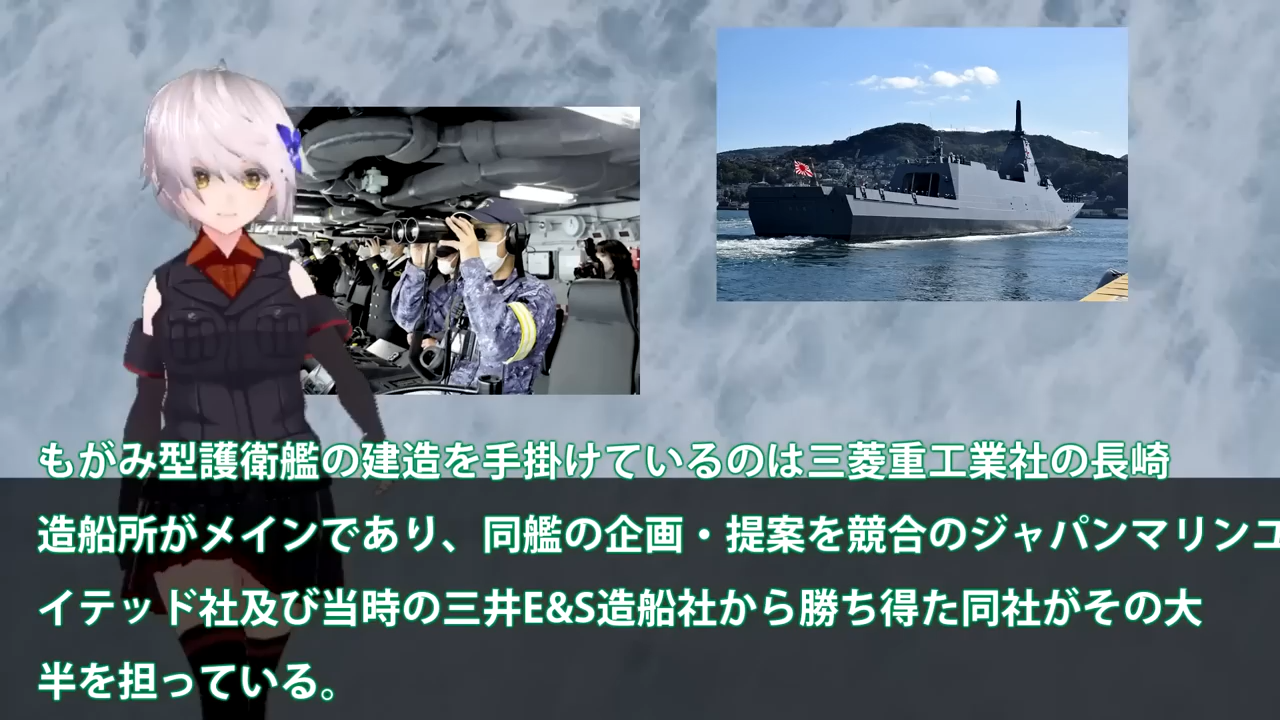 もがみ型護衛艦の建造を手掛けているのは三菱重工業社の長崎
造船所がメインであり、同艦の企画・提案を競合のジャパンマリンユ
イテッド社及び当時の三井E&S造船社から勝ち得た同社がその大
半を担っている。